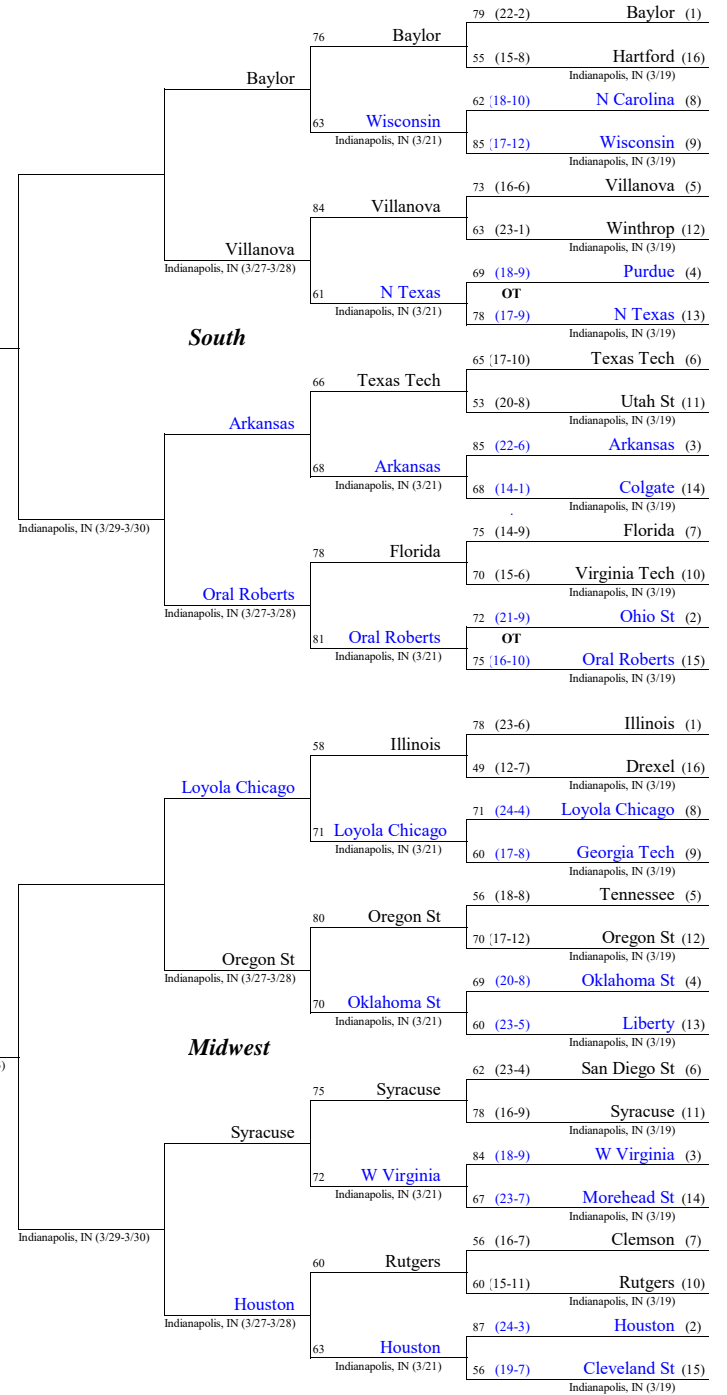 79 (22-2) Baylor (1)
76 Baylor
55 (15-8) Hartford (16)
Indianapolis, IN (3/19)
Baylor
62 (18-10) N Carolina (8)
63 Wisconsin
Indianapolis, IN (3/21)
85 (17-12) Wisconsin (9)
Indianapolis, IN (3/19)
73 (16-6) Villanova (5)
84 Villanova
63 (23-1) Winthrop (12)
Indianapolis, IN (3/19)
Villanova
Indianapolis, IN (3/27-3/28)
69 (18-9) Purdue (4)
OT
61 N Texas
Indianapolis, IN (3/21)
78 (17-9) N Texas (13)
Indianapolis, IN (3/19)
South
65 (17-10) Texas Tech (6)
66 Texas Tech
53 (20-8) Utah St (11)
Indianapolis, IN (3/19)
Arkansas
85 (22-6) Arkansas (3)
68 Arkansas
Indianapolis, IN (3/21)
68 (14-1) Colgate (14)
Indianapolis, IN (3/19)
Indianapolis, IN (3/29-3/30)
75 (14-9) Florida (7)
78 Florida
70 (15-6) Virginia Tech (10)
Indianapolis, IN (3/19)
Oral Roberts
Indianapolis, IN (3/27-3/28)
72 (21-9) Ohio St (2)
OT
81 Oral Roberts
Indianapolis, IN (3/21)
75 (16-10) Oral Roberts (15)
Indianapolis, IN (3/19)
78 (23-6) Illinois (1)
58 Illinois
49 (12-7) Drexel (16)
Indianapolis, IN (3/19)
Loyola Chicago
71 (24-4) Loyola Chicago (8)
71 Loyola Chicago
Indianapolis, IN (3/21)
60 (17-8) Georgia Tech (9)
Indianapolis, IN (3/19)
56 (18-8) Tennessee (5)
80 Oregon St
70 (17-12) Oregon St (12)
Indianapolis, IN (3/19)
Oregon St
Indianapolis, IN (3/27-3/28)
69 (20-8) Oklahoma St (4)
70 Oklahoma St
Indianapolis, IN (3/21)
60 (23-5) Liberty (13)
Indianapolis, IN (3/19)
Midwest
62 (23-4) San Diego St (6)
75 Syracuse
78 (16-9) Syracuse (11)
Indianapolis, IN (3/19)
Syracuse
84 (18-9) W Virginia (3)
72 W Virginia
Indianapolis, IN (3/21)
67 (23-7) Morehead St (14)
Indianapolis, IN (3/19)
Indianapolis, IN (3/29-3/30)
56 (16-7) Clemson (7)
60 Rutgers
60 (15-11) Rutgers (10)
Indianapolis, IN (3/19)
Houston
Indianapolis, IN (3/27-3/28)
87 (24-3) Houston (2)
63 Houston
Indianapolis, IN (3/21)
56 (19-7) Cleveland St (15)
Indianapolis, IN (3/19)